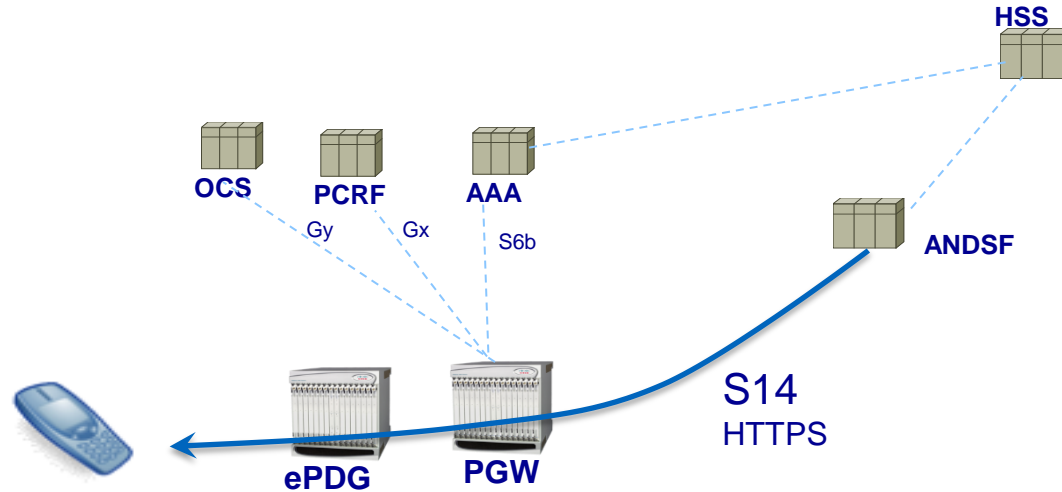 HSS
OCS
PCRF
AAA
Gy
Gx
S6b
ANDSF
S14
HTTPS
ePDG
PGW